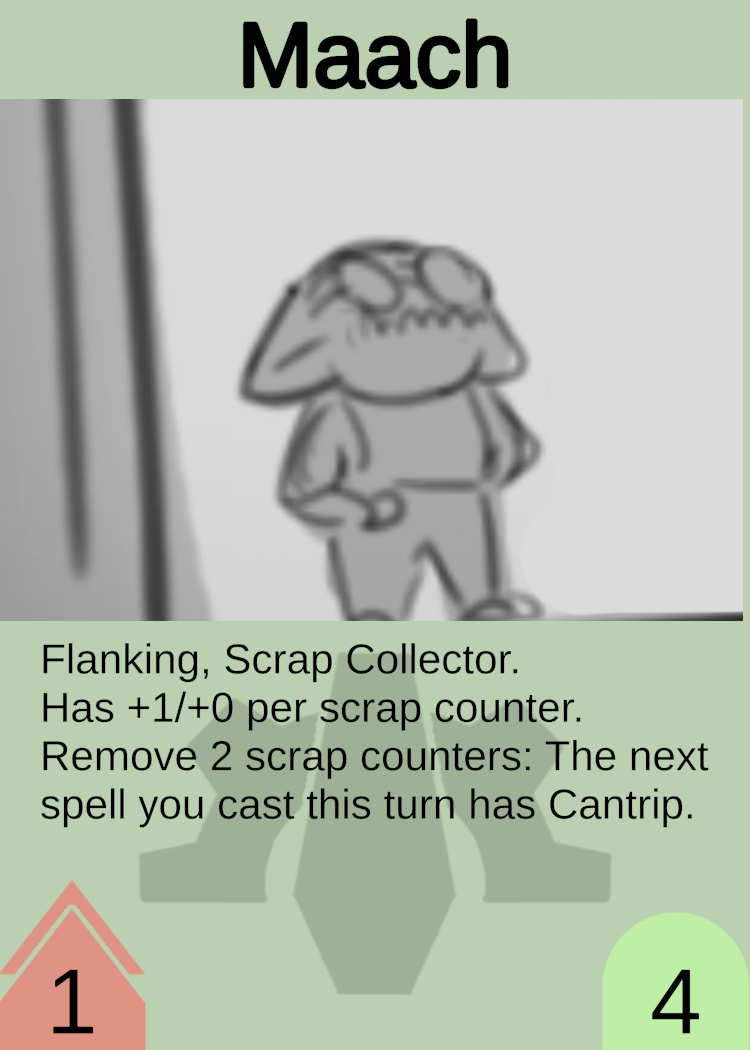 Maach
Flanking, Scrap Collector.
Has +1/+0 per scrap counter.
Remove 2 scrap counters: The next
spell you cast this turn has Cantrip.
1
4